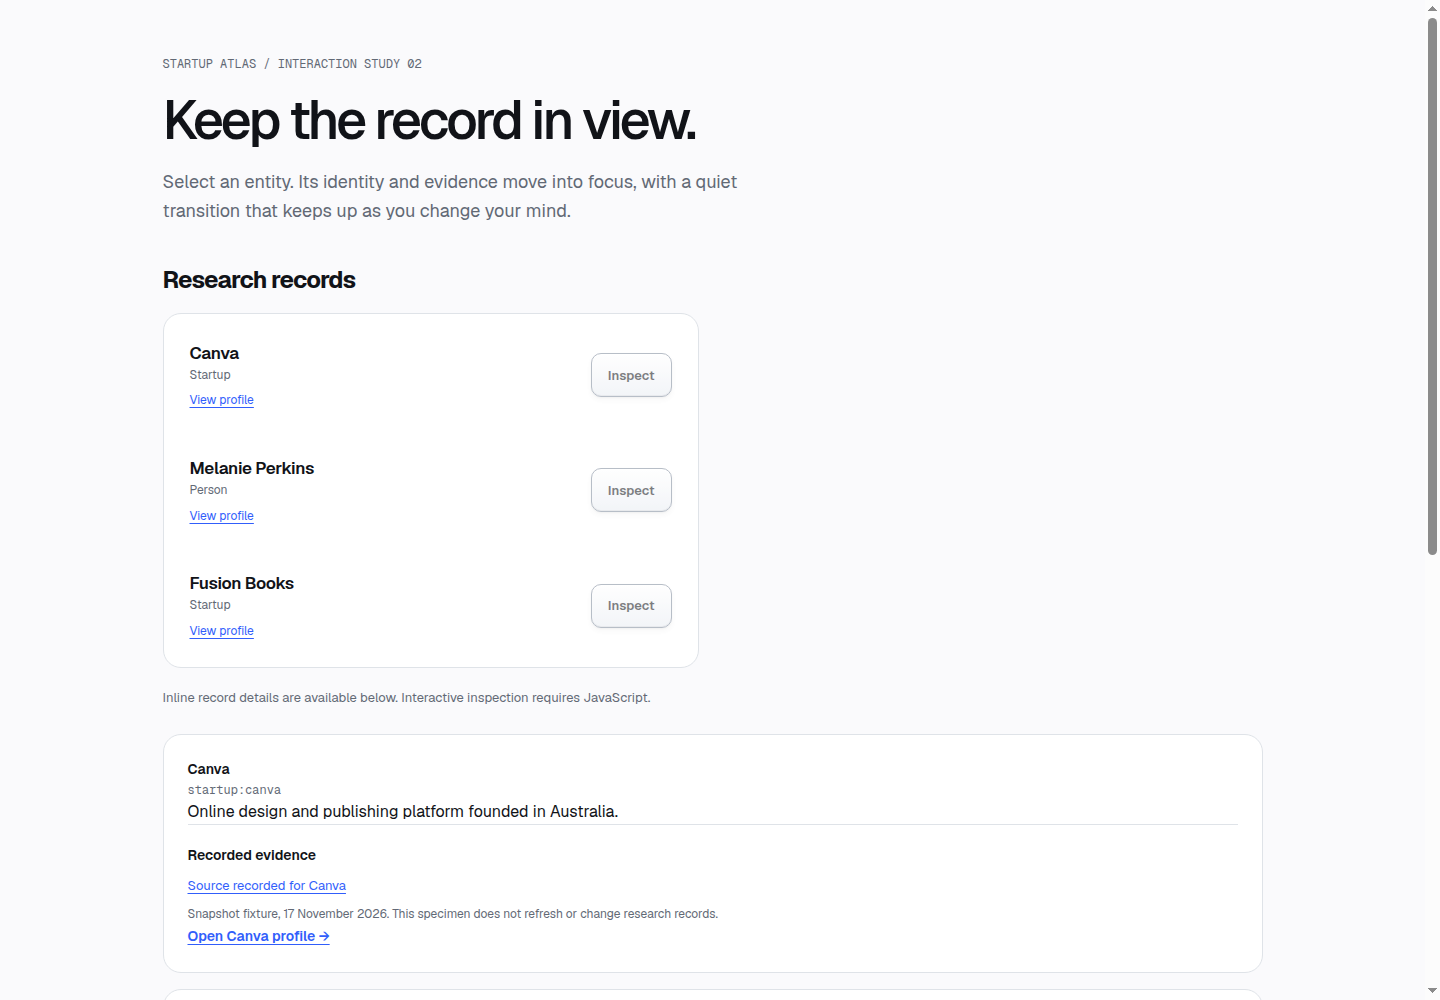 STARTUP ATLAS / INTERACTION STUDY 02
Keep the record in view.
Select an entity. Its identity and evidence move into focus, with a quiet
transition that keeps up as you change your mind.
Research records
Canva
Startup
View profile
Inspect
Melanie Perkins
Person
View profile
Inspect
Fusion Books
Startup
View profile
Inspect
Inline record details are available below. Interactive inspection requires JavaScript.
Canva
startup:canva
Online design and publishing platform founded in Australia.
Recorded evidence
Source recorded for Canva
Snapshot fixture, 17 November 2026. This specimen does not refresh or change research records.
Open Canva profile →